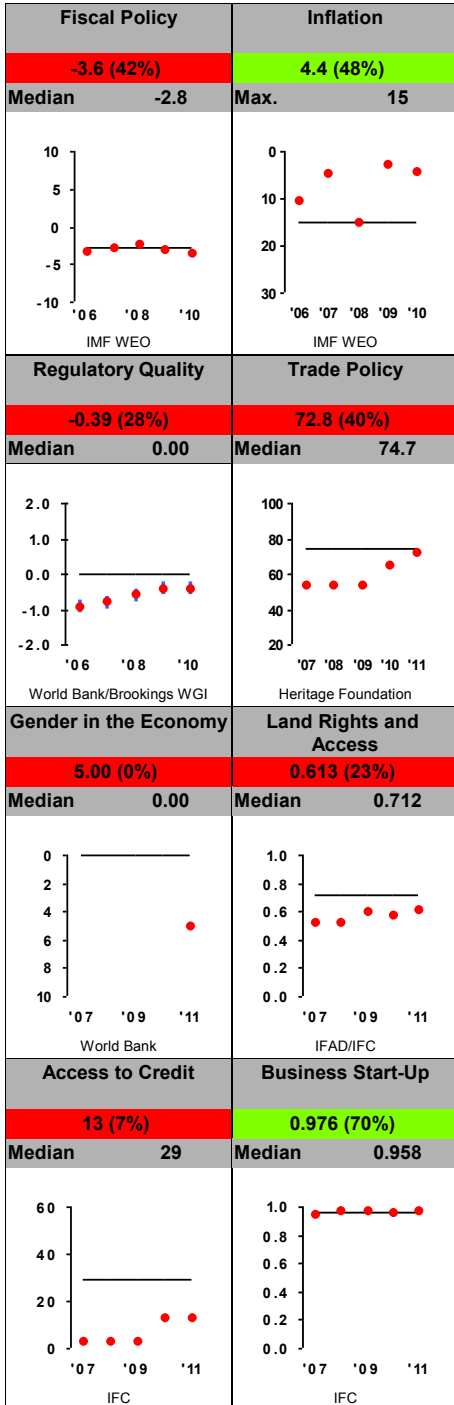 Fiscal Policy
-3.6 (42%)
Median -2.8
10
5
0
-5
-10
'06 '08 '10
IMF WEO
Inflation
4.4 (48%)
Max. 15
0
10
20
30
'06 '07 '08 '09 '10
IMF WEO
Regulatory Quality
-0.39 (28%)
Median 0.00
2.0
1.0
0.0
-1.0
-2.0
'06 '08 '10
World Bank/Brookings WGI
Trade Policy
72.8 (40%)
Median 74.7
100
80
60
40
20
'07 '08 '09 '10 '11
Heritage Foundation
Gender in the Economy
5.00 (0%)
Median 0.00
0
2
4
6
8
10
'07 '09 '11
World Bank
Land Rights and
Access
0.613 (23%)
Median 0.712
1.0
0.8
0.6
0.4
0.2
0.0
'07 '09 '11
IFAD/IFC
Access to Credit
13 (7%)
Median 29
60
40
20
0
'07 '09 '11
IFC
Business Start-Up
0.976 (70%)
Median 0.958
1.0
0.8
0.6
0.4
0.2
0.0
'07 '09 '11
IFC